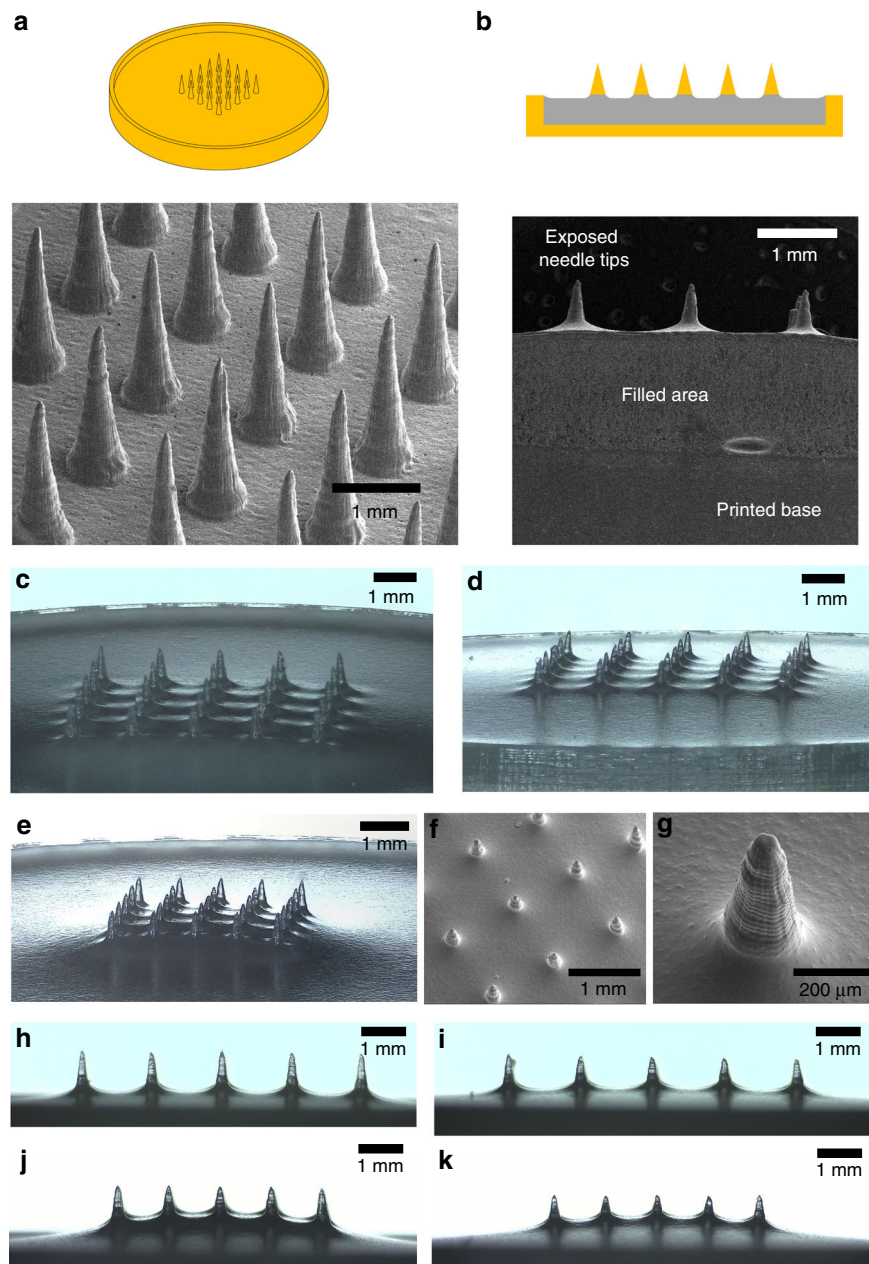 a
b
Exposed
needle tips
1 mm
Filled area
1 mm
Printed base
c
1 mm
d
1 mm
e
1 mm
f
1 mm
g
200 μm
h
1 mm
i
1 mm
j
1 mm
k
1 mm